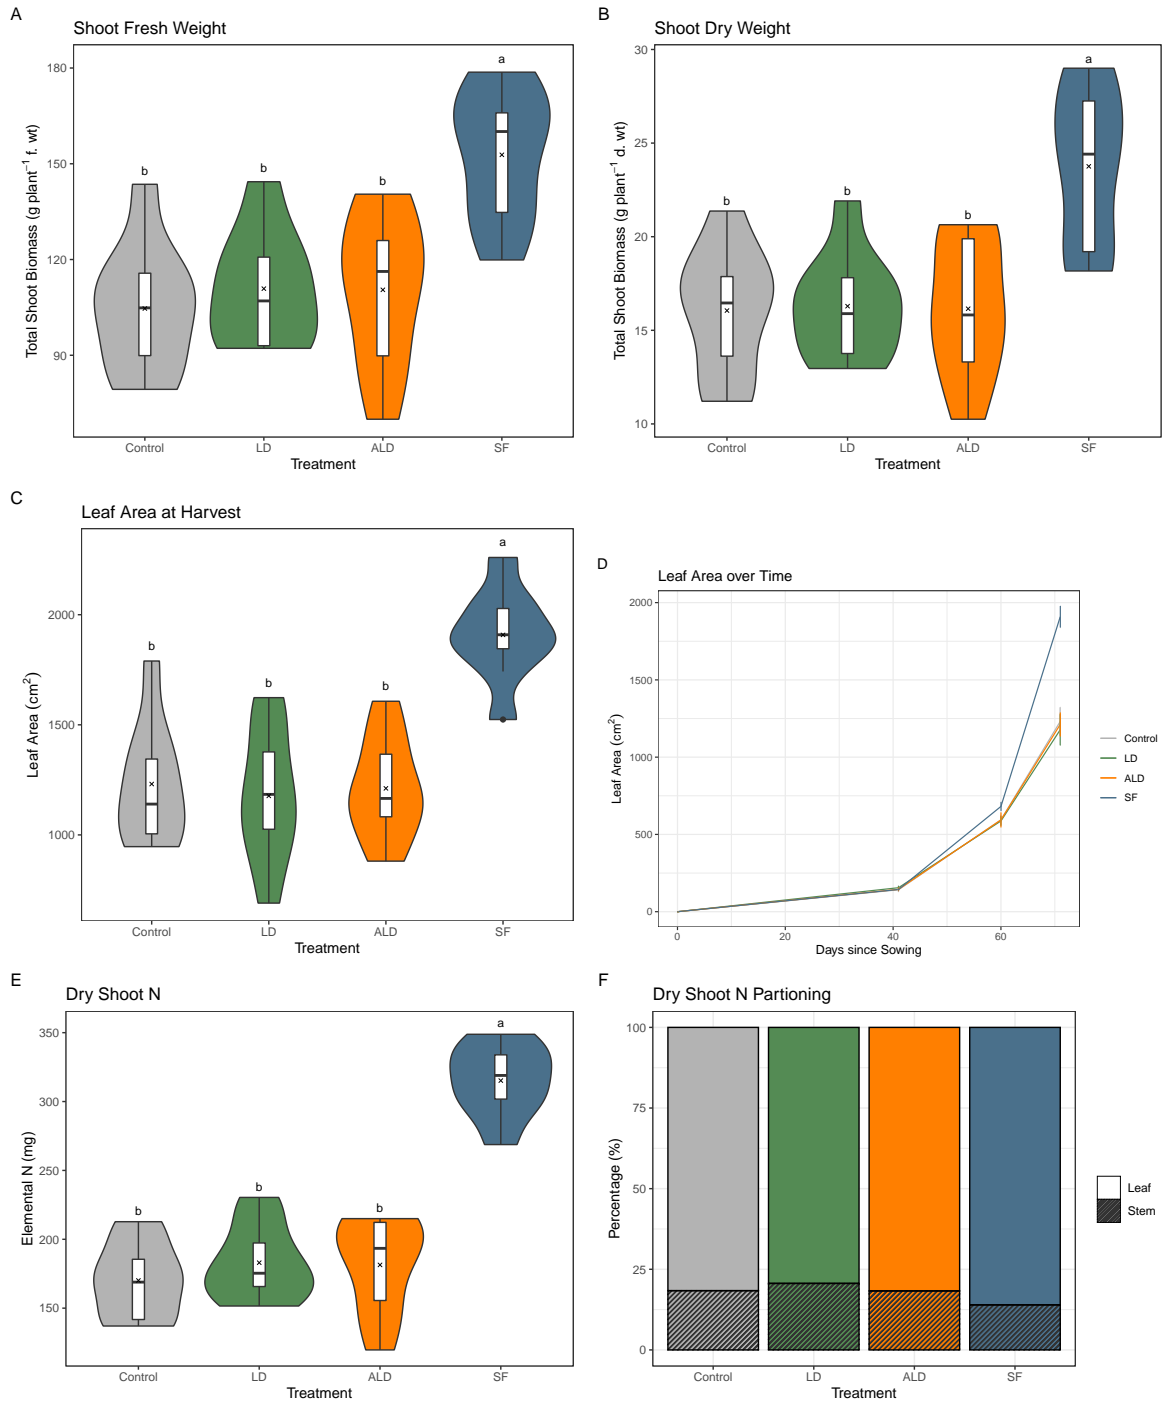 A
Shoot Fresh Weight
Total Shoot Biomass (g plant⁻¹ f. wt)
180
150
120
90
b
b
b
a
Control
LD
ALD
SF
Treatment
B
Shoot Dry Weight
Total Shoot Biomass (g plant⁻¹ d. wt)
30
25
20
15
10
b
b
b
a
Control
LD
ALD
SF
Treatment
C
Leaf Area at Harvest
Leaf Area (cm²)
2000
1500
1000
b
b
b
a
Control
LD
ALD
SF
Treatment
D
Leaf Area over Time
Leaf Area (cm²)
2000
1500
1000
500
0
0
20
40
60
Days since Sowing
Control
LD
ALD
SF
E
Dry Shoot N
Elemental N (mg)
350
300
250
200
150
b
b
b
a
Control
LD
ALD
SF
Treatment
F
Dry Shoot N Partioning
Percentage (%)
100
75
50
25
0
Control
LD
ALD
SF
Treatment
Leaf
Stem